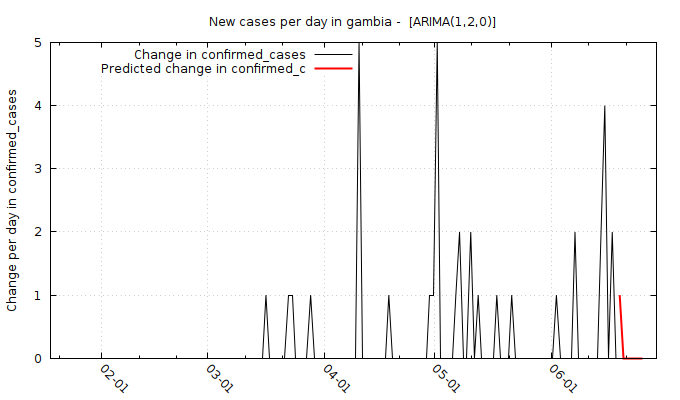 New cases per day in gambia -  [ARIMA(1,2,0)]
Change in confirmed_cases
Predicted change in confirmed_c
Change per day in confirmed_cases
5
4
3
2
1
0
02-01
03-01
04-01
05-01
06-01